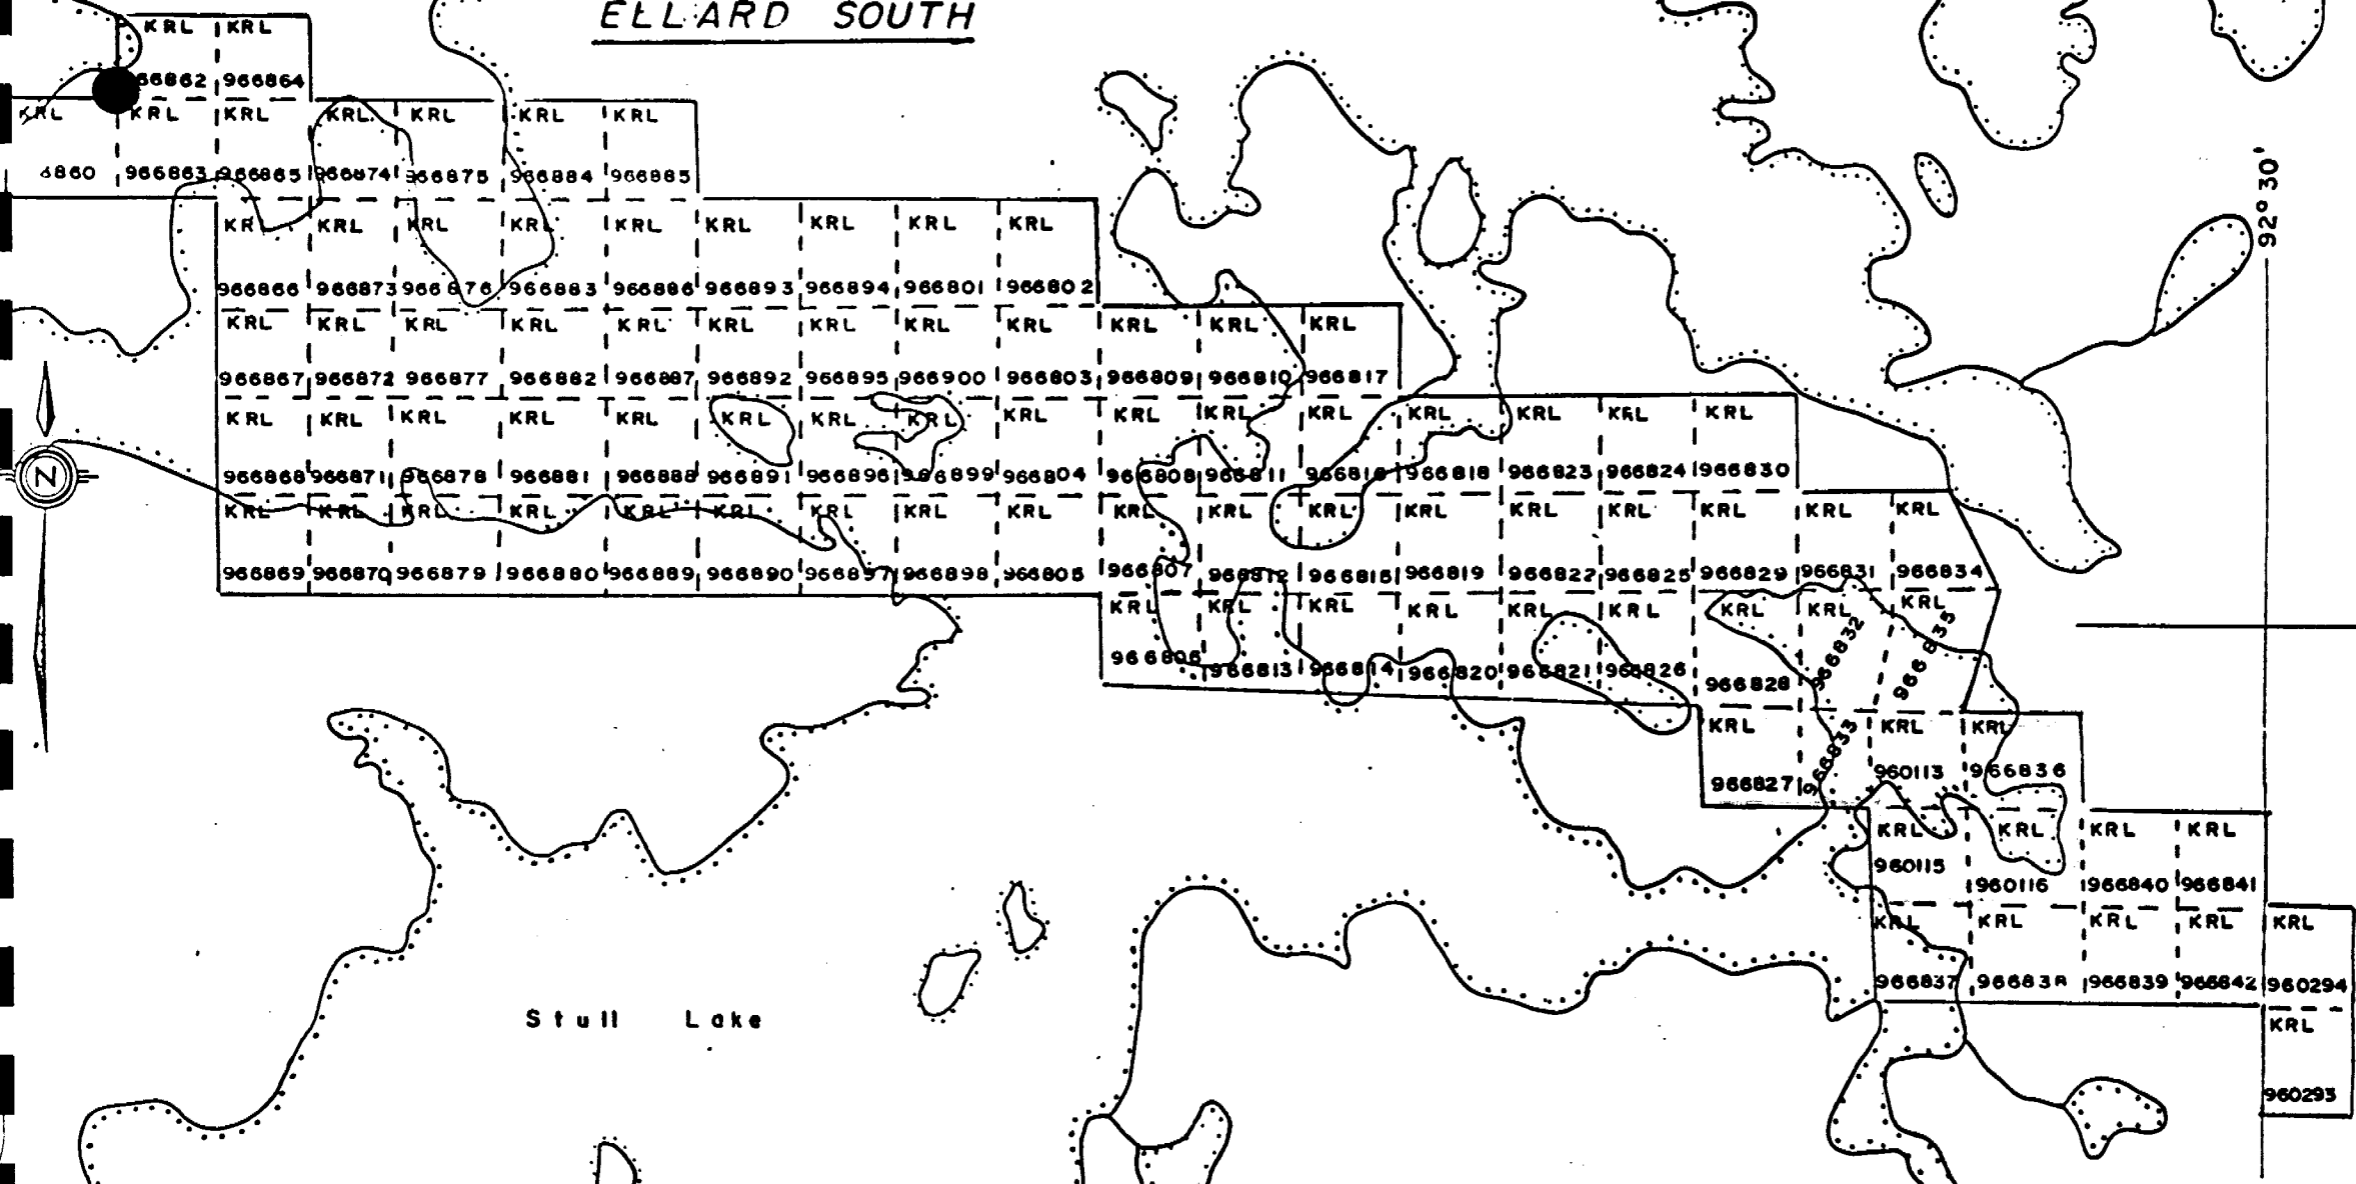 ELLARD SOUTH
KRL KRL
66862 966864
KRL KRL KRL KRL KRL KRL KRL
6860 966863 966865 966874 966875 966884 966885
KRL KRL KRL KRL KRL KRL KRL KRL
966866 966873 966876 966883 966886 966893 966894 966801 966802
KRL KRL KRL KRL KRL KRL KRL KRL KRL KRL KRL KRL
966867 966872 966877 966882 966887 966892 966895 966900 966803 966809 966810 966817
KRL KRL KRL KRL KRL KRL KRL KRL KRL KRL KRL KRL KRL KRL KRL KRL
966868 966871 966878 966881 966888 966891 966896 966899 966804 966808 966811 966816 966818 966823 966824 966830
KRL KRL KRL KRL KRL KRL KRL KRL KRL KRL KRL KRL KRL KRL KRL KRL KRL KRL
966869 966870 966879 966880 966889 966890 966897 966898 966805 966807 966812 966815 966819 966822 966825 966829 966831 966834
KRL KRL KRL KRL KRL KRL KRL KRL KRL
966806 966813 966814 966820 966821 966826 966828 966832 966835
KRL KRL KRL
966827 966833 960113 966836
KRL KRL KRL KRL
960115 960116 966840 966841
KRL KRL KRL KRL KRL
966837 966838 966839 966842 960294
KRL
960293
92° 30'
N
Stull Lake